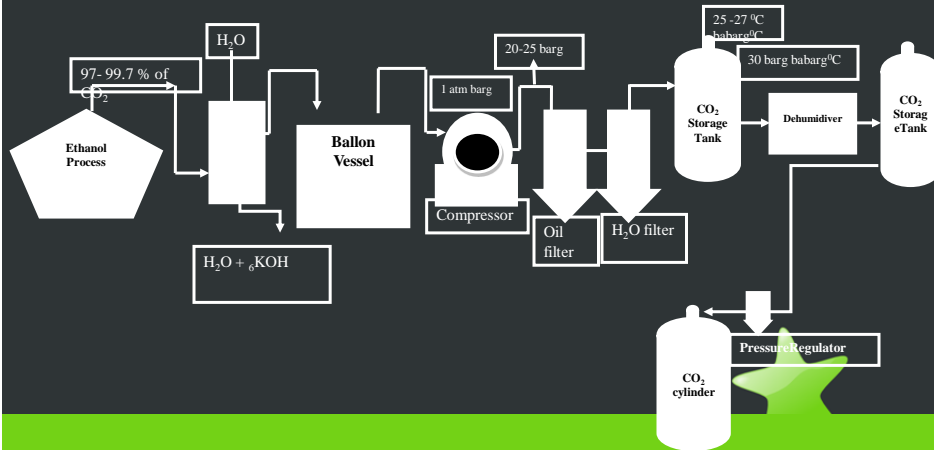 25 -27 ⁰C
babarg⁰C
H₂O
20-25 barg
30 barg babarg⁰C
97- 99.7 % of
CO₂
1 atm barg
Ethanol
Process
Ballon
Vessel
CO₂
Storage
Tank
Dehumidiver
CO₂
Storag
eTank
Compressor
Oil
filter
H₂O filter
H₂O + ₆KOH
PressureRegulator
CO₂
cylinder